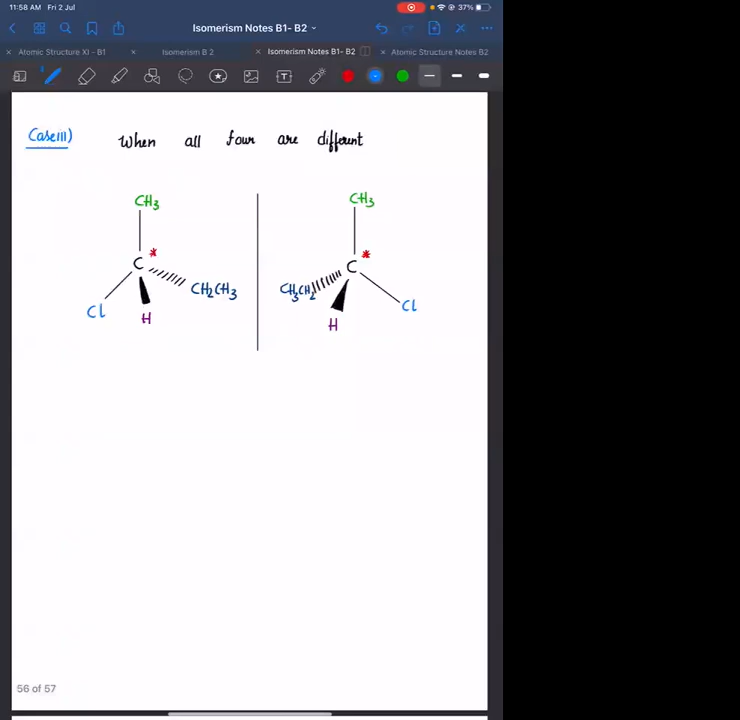 11:58 AM Fri 2 Jul
37%
Isomerism Notes B1- B2
Atomic Structure XI - B1
Isomerism B 2
Isomerism Notes B1- B2
Atomic Structure Notes B2
Case iii) When all four are different
CH3 CH3
C * C *
CH2CH3 CH3CH2
Cl Cl
H H
56 of 57